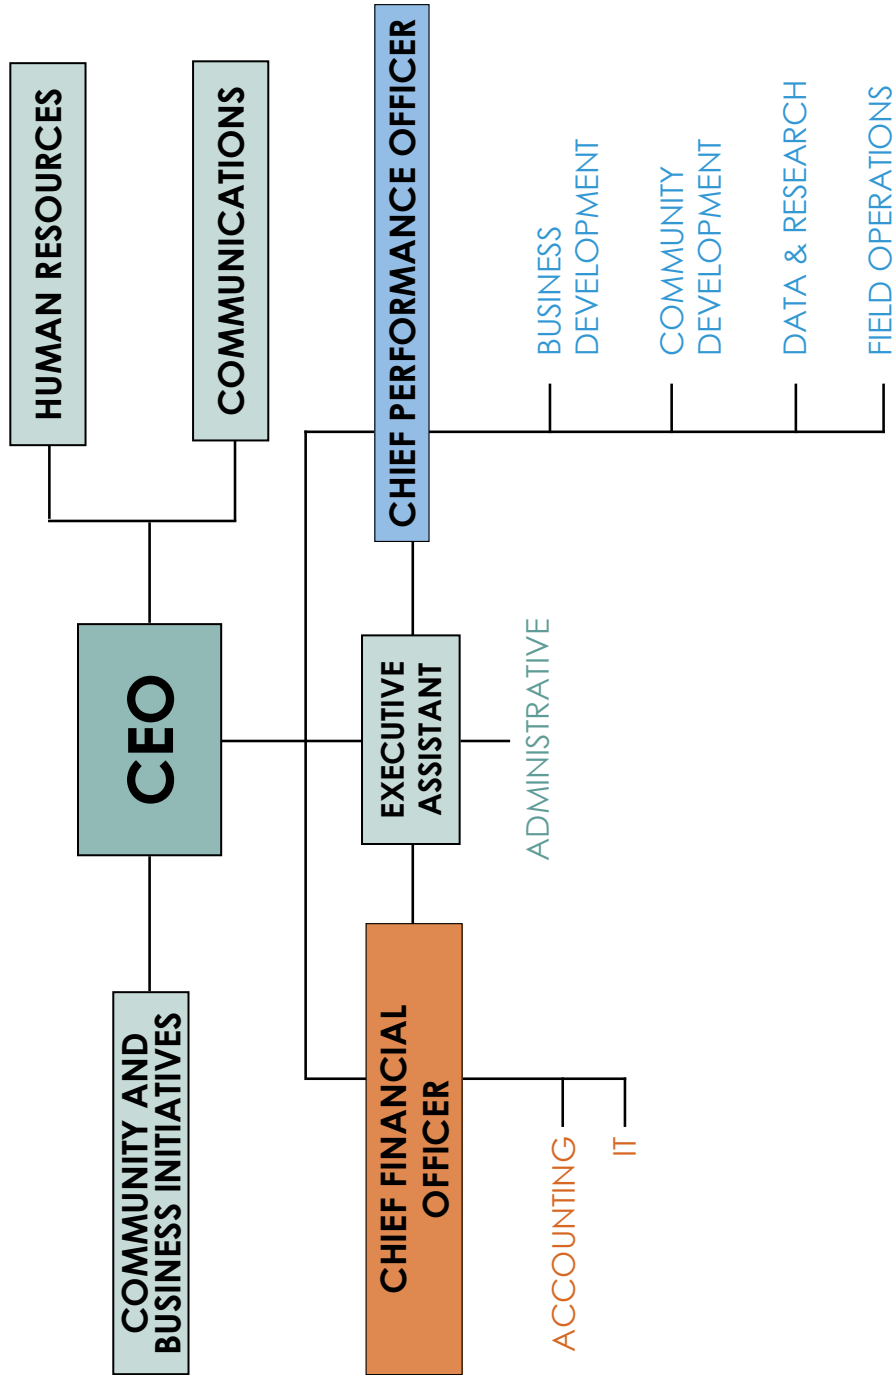 COMMUNITY AND
BUSINESS INITIATIVES
CEO
HUMAN RESOURCES
COMMUNICATIONS
CHIEF FINANCIAL
OFFICER
EXECUTIVE
ASSISTANT
CHIEF PERFORMANCE OFFICER
ACCOUNTING
IT
ADMINISTRATIVE
BUSINESS
DEVELOPMENT
COMMUNITY
DEVELOPMENT
DATA & RESEARCH
FIELD OPERATIONS